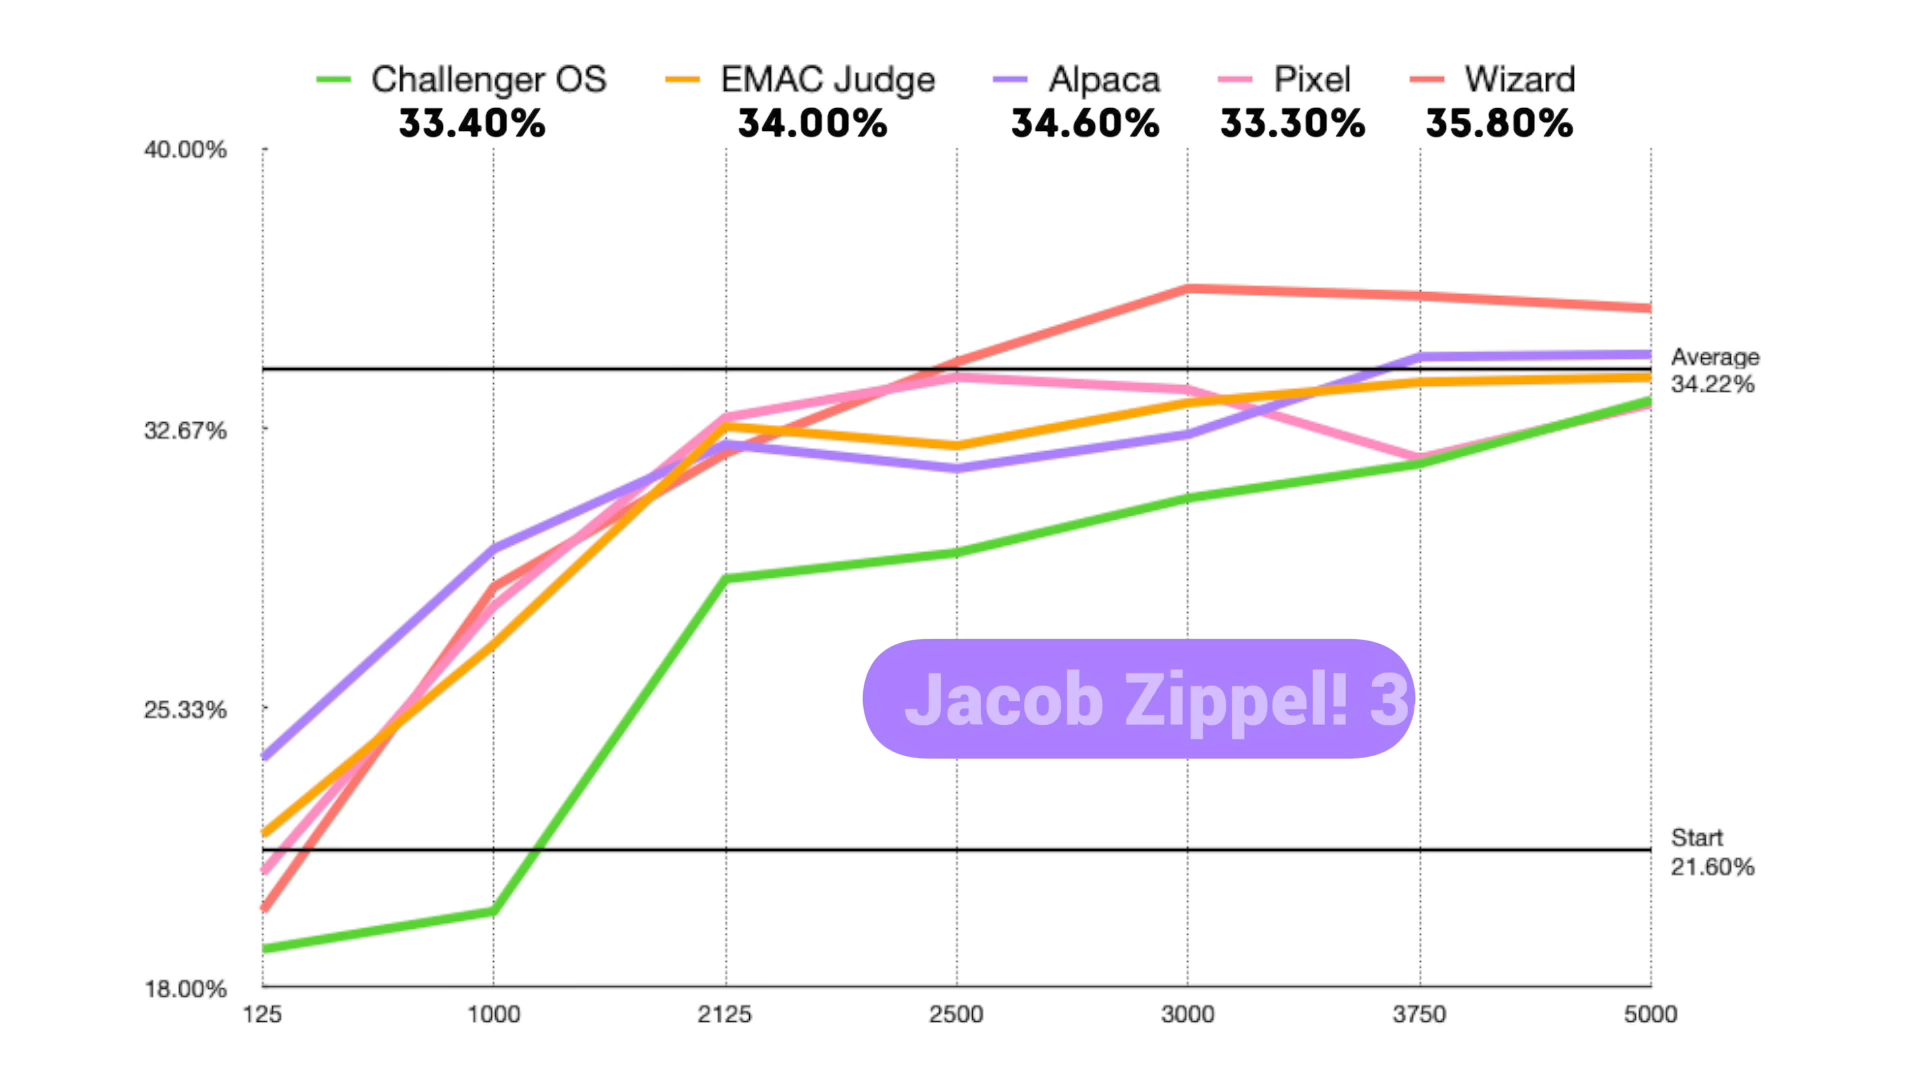 Challenger OS EMAC Judge Alpaca Pixel Wizard
33.40% 34.00% 34.60% 33.30% 35.80%
40.00%
Average
34.22%
32.67%
Jacob Zippel! 3
25.33%
Start
21.60%
18.00%
125 1000 2125 2500 3000 3750 5000